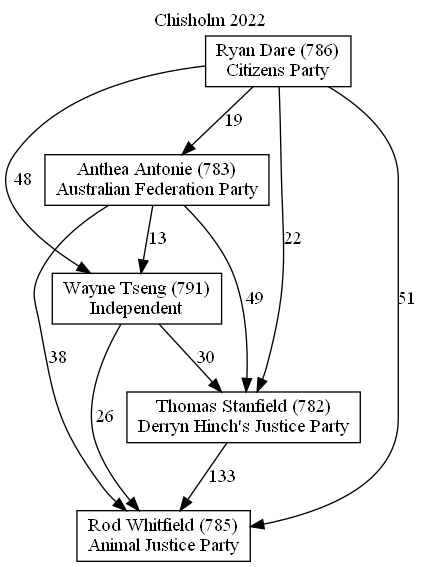 Chisholm 2022
Ryan Dare (786)
Citizens Party
19
Anthea Antonie (783)
Australian Federation Party
48
13
22
Wayne Tseng (791)
Independent
49
51
38
30
26
Thomas Stanfield (782)
Derryn Hinch's Justice Party
133
Rod Whitfield (785)
Animal Justice Party